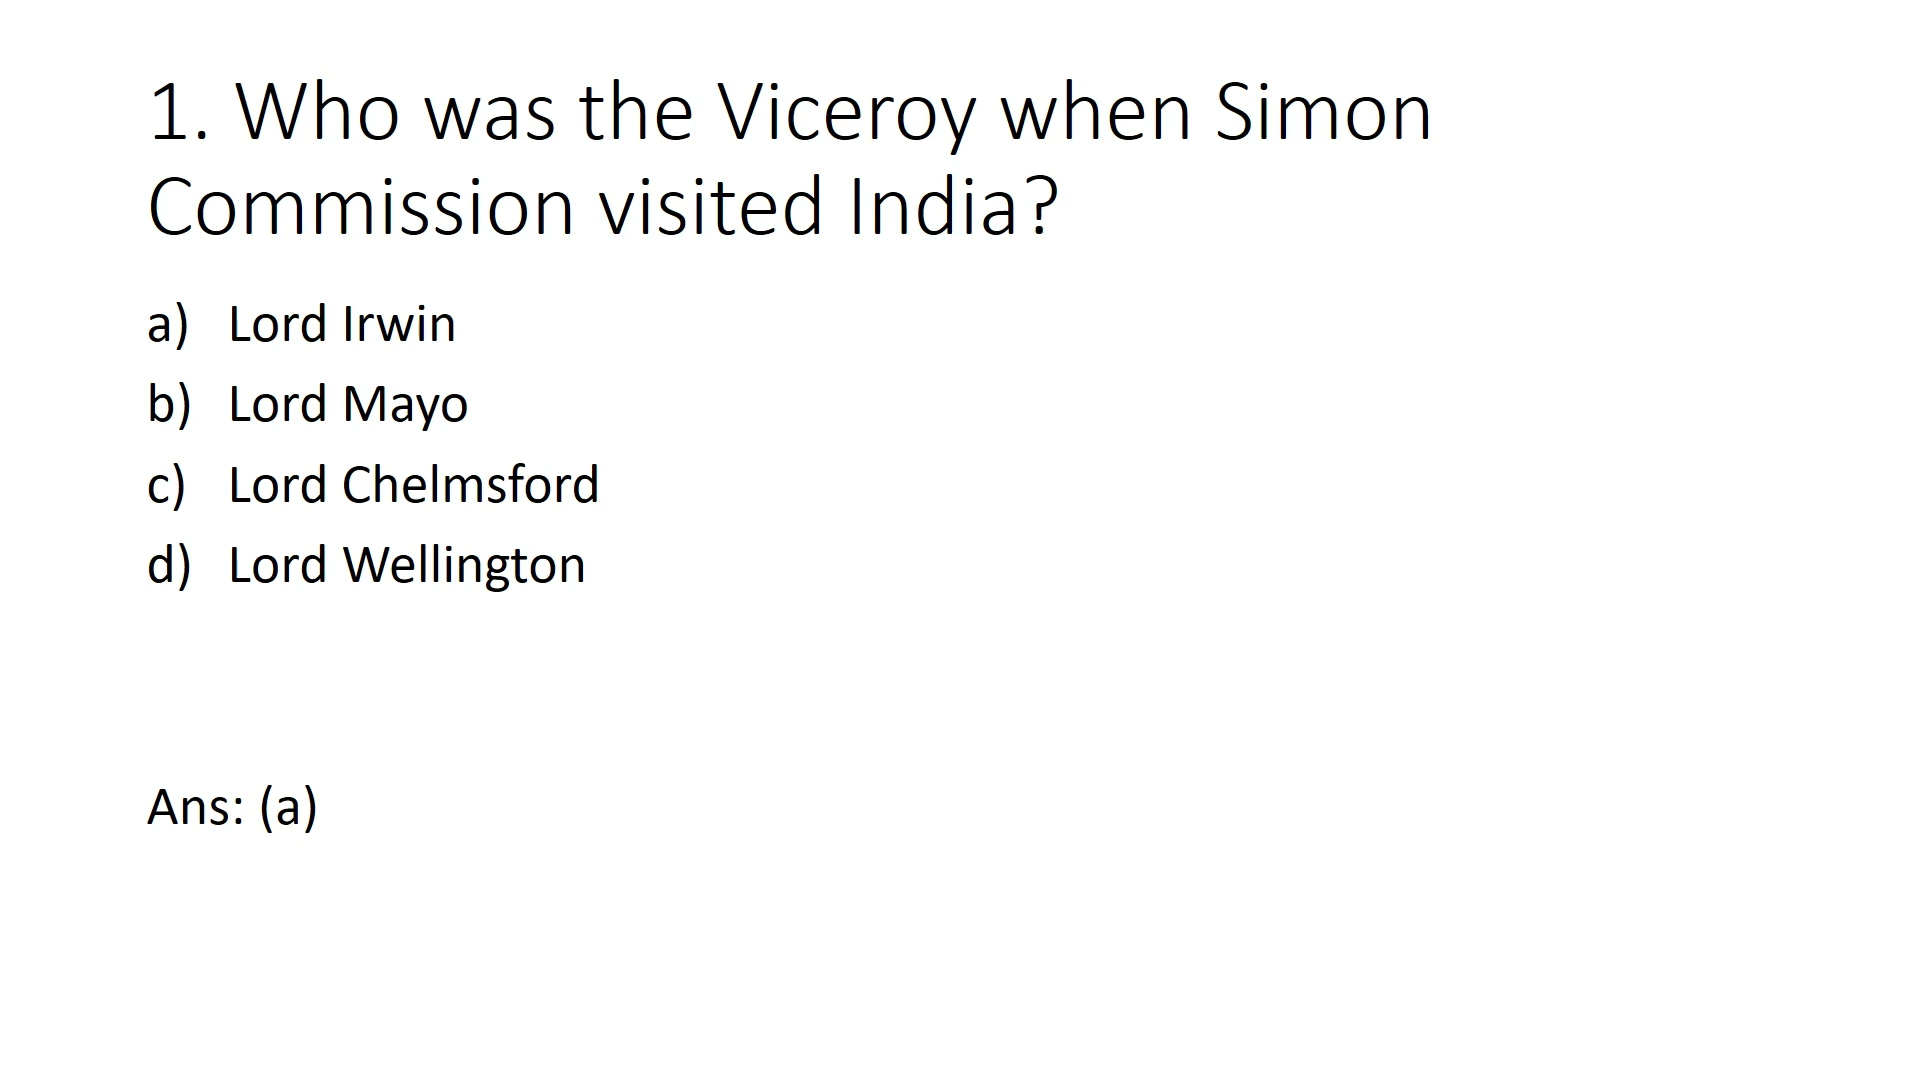 1. Who was the Viceroy when Simon
Commission visited India?
a) Lord Irwin
b) Lord Mayo
c) Lord Chelmsford
d) Lord Wellington
Ans: (a)